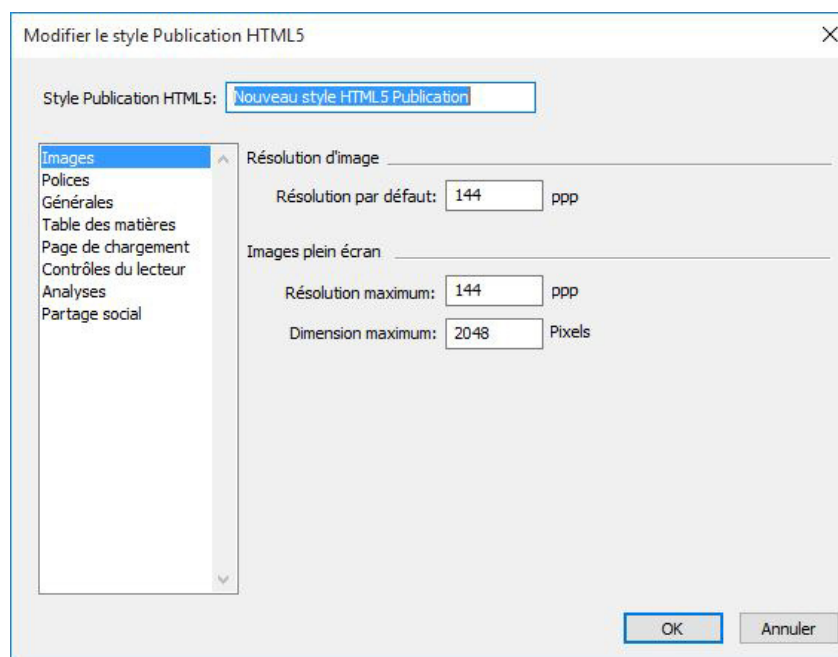 Modifier le style Publication HTML5
Style Publication HTML5: Nouveau style HTML5 Publication
Images
Polices
Générales
Table des matières
Page de chargement
Contrôles du lecteur
Analyses
Partage social
Résolution d'image
Résolution par défaut: 144 ppp
Images plein écran
Résolution maximum: 144 ppp
Dimension maximum: 2048 Pixels
OK Annuler